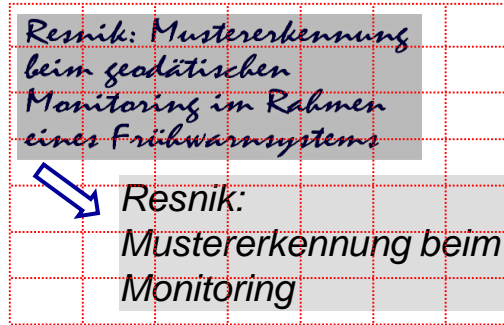 Resnik: Mustererkennung
beim geodätischen
Monitoring im Rahmen
eines Frühwarnsystems
Resnik:
Mustererkennung beim
Monitoring